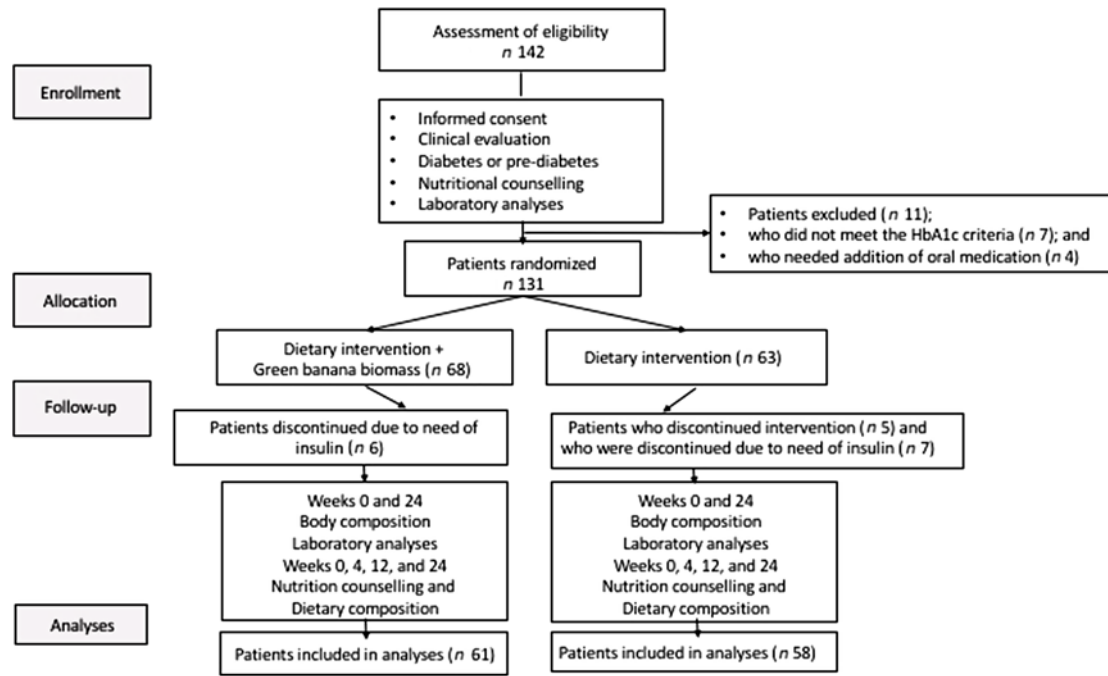 Assessment of eligibility
n 142
Enrollment
• Informed consent
• Clinical evaluation
• Diabetes or pre-diabetes
• Nutritional counselling
• Laboratory analyses
• Patients excluded (n 11);
• who did not meet the HbA1c criteria (n 7); and
• who needed addition of oral medication (n 4)
Patients randomized
n 131
Allocation
Dietary intervention +
Green banana biomass (n 68)
Dietary intervention (n 63)
Follow-up
Patients discontinued due to need of
insulin (n 6)
Patients who discontinued intervention (n 5) and
who were discontinued due to need of insulin (n 7)
Weeks 0 and 24
Body composition
Laboratory analyses
Weeks 0, 4, 12, and 24
Nutrition counselling and
Dietary composition
Weeks 0 and 24
Body composition
Laboratory analyses
Weeks 0, 4, 12, and 24
Nutrition counselling and
Dietary composition
Analyses
Patients included in analyses (n 61)
Patients included in analyses (n 58)